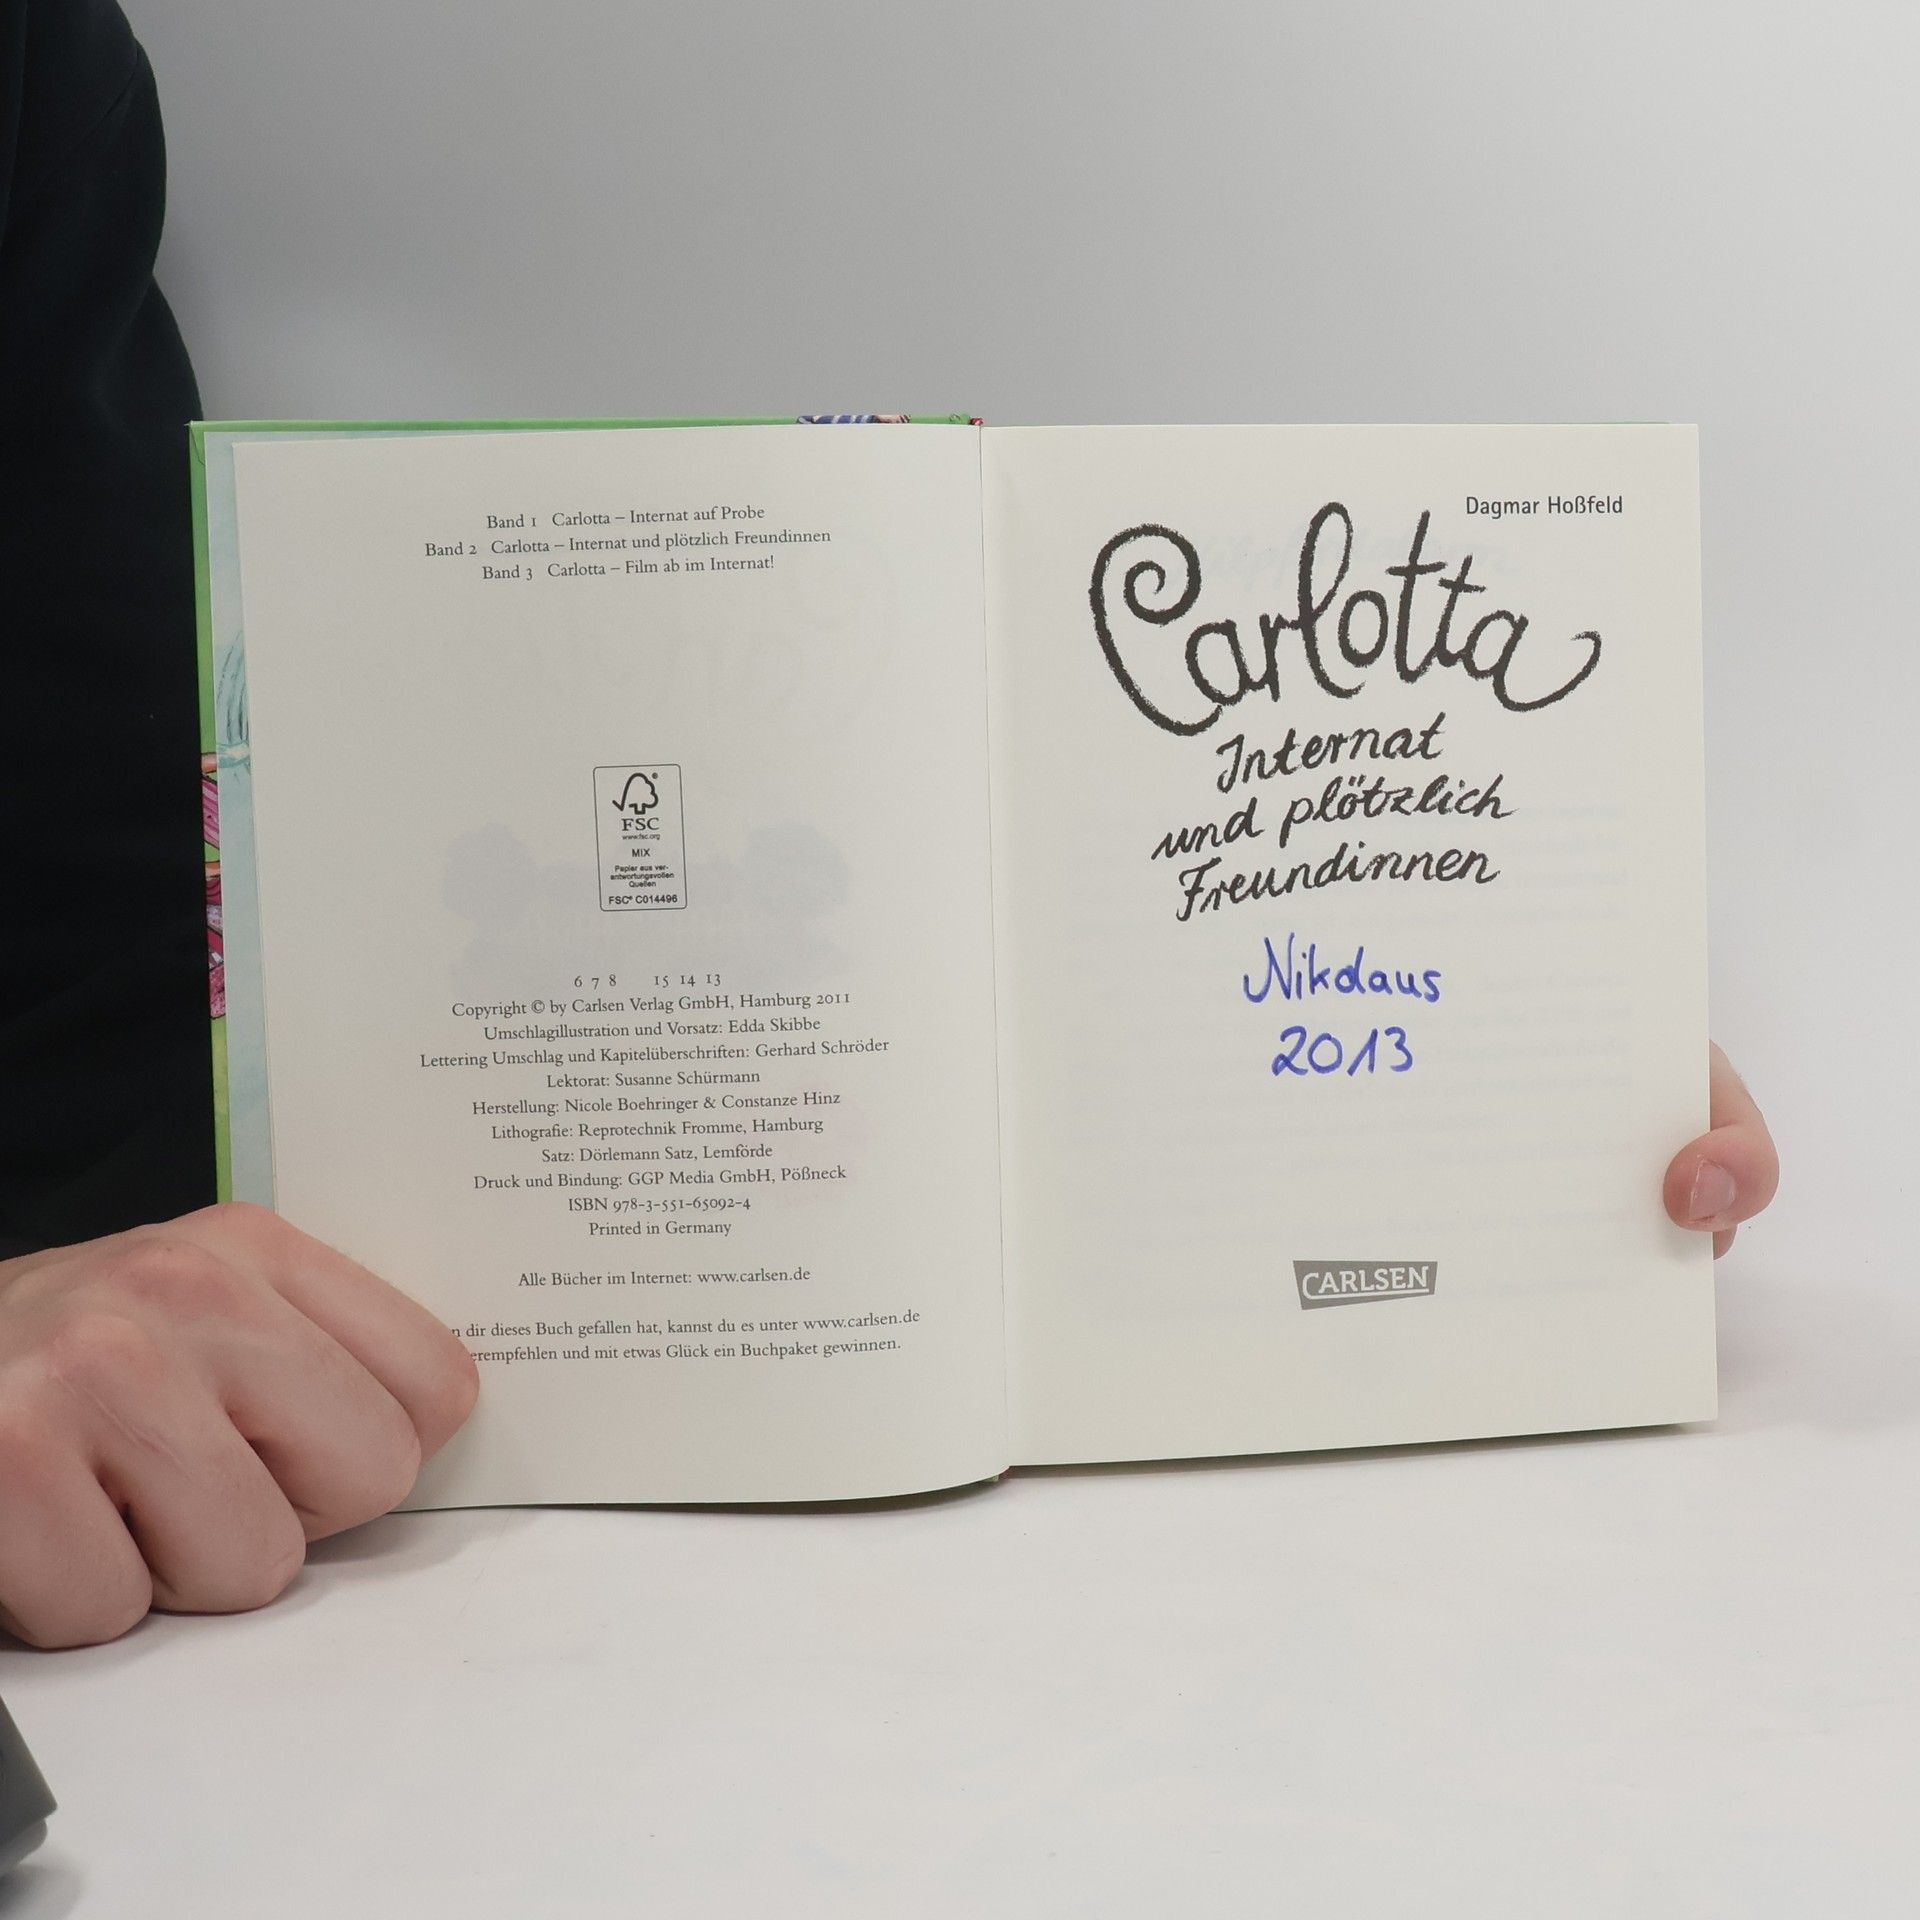 Band 1 Carlotta – Internat auf Probe
Band 2 Carlotta – Internat und plötzlich Freundinnen
Band 3 Carlotta – Film ab im Internat!
FSC
www.fsc.org
MIX
Papier aus ver-
antwortungsvollen
Quellen
FSC® C014496
6 7 8 15 14 13
Copyright © by Carlsen Verlag GmbH, Hamburg 2011
Umschlagillustration und Vorsatz: Edda Skibbe
Lettering Umschlag und Kapitelüberschriften: Gerhard Schröder
Lektorat: Susanne Schürmann
Herstellung: Nicole Boehringer & Constanze Hinz
Lithografie: Reprotechnik Fromme, Hamburg
Satz: Dörlemann Satz, Lemförde
Druck und Bindung: GGP Media GmbH, Pößneck
ISBN 978-3-551-65092-4
Printed in Germany
Alle Bücher im Internet: www.carlsen.de
dir dieses Buch gefallen hat, kannst du es unter www.carlsen.de
und mit etwas Glück ein Buchpaket gewinnen.
Dagmar Hoßfeld
Carlotta
Internat
und plötzlich
Freundinnen
Nikolaus
2013
CARLSEN